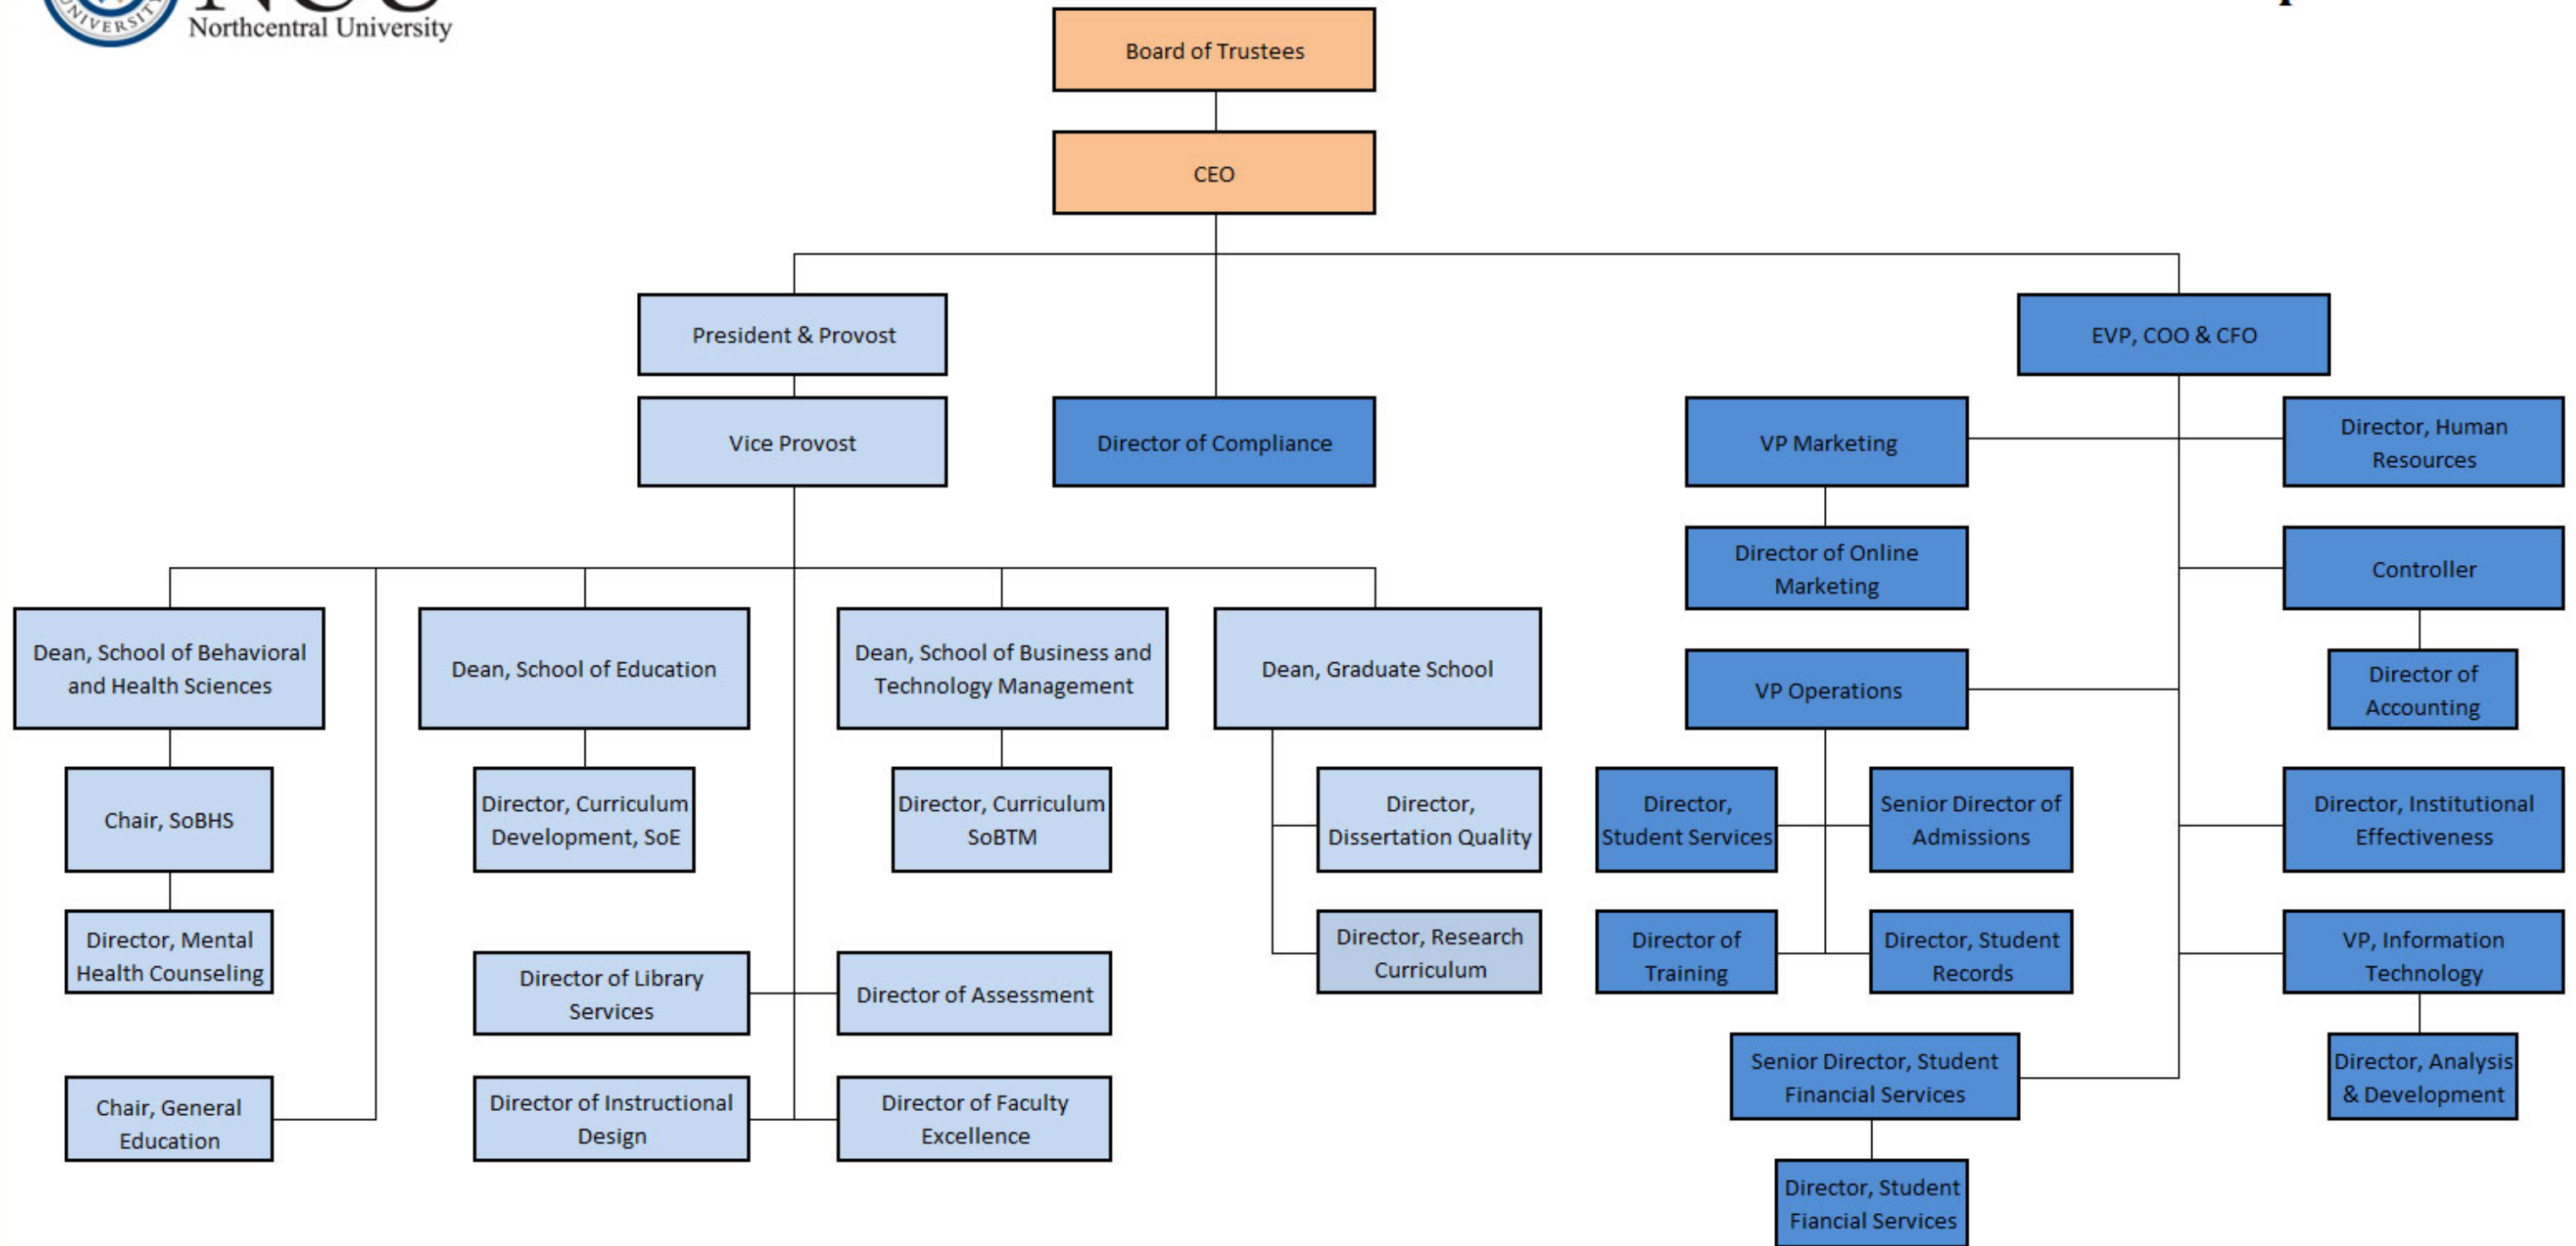 UNIVERSITY
NCU
Northcentral University
Board of Trustees
CEO
President & Provost
EVP, COO & CFO
Vice Provost
Director of Compliance
VP Marketing
Director, Human
Resources
Director of Online
Marketing
Controller
Dean, School of Behavioral
and Health Sciences
Dean, School of Education
Dean, School of Business and
Technology Management
Dean, Graduate School
VP Operations
Director of
Accounting
Chair, SoBHS
Director, Curriculum
Development, SoE
Director, Curriculum
SoBTM
Director,
Dissertation Quality
Director,
Student Services
Senior Director of
Admissions
Director, Institutional
Effectiveness
Director, Mental
Health Counseling
Director of Library
Services
Director of Assessment
Director, Research
Curriculum
Director of
Training
Director, Student
Records
VP, Information
Technology
Chair, General
Education
Director of Instructional
Design
Director of Faculty
Excellence
Senior Director, Student
Financial Services
Director, Analysis
& Development
Director, Student
Fiancial Services